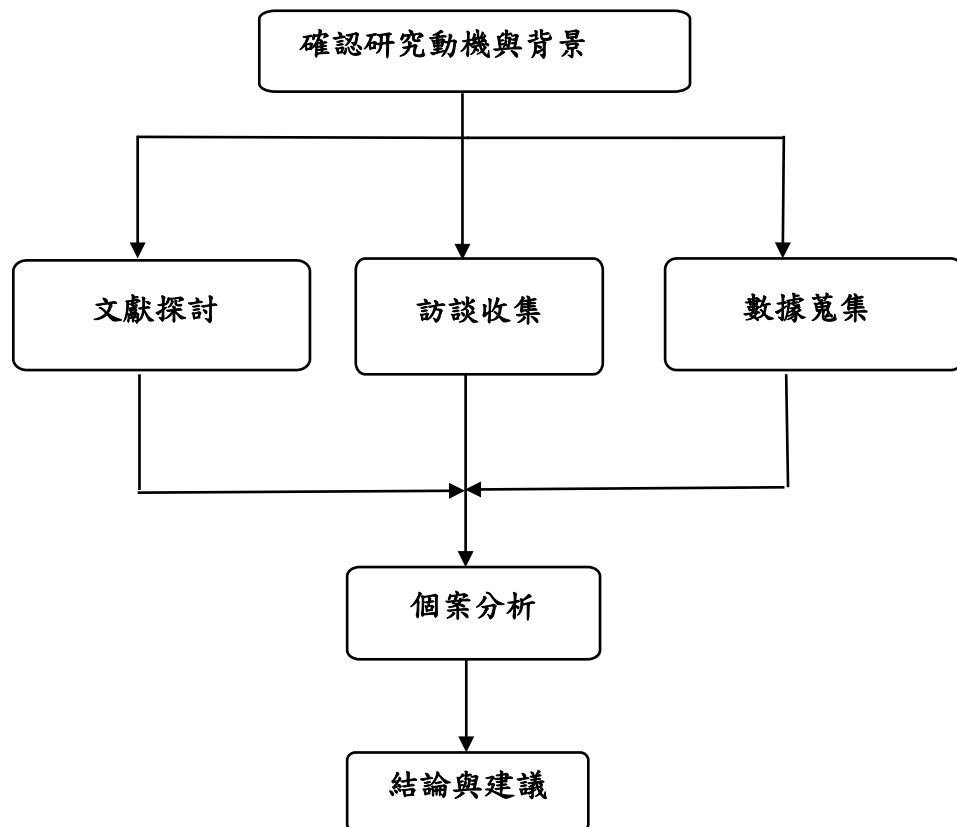 確認研究動機與背景
文獻探討
訪談收集
數據蒐集
個案分析
結論與建議